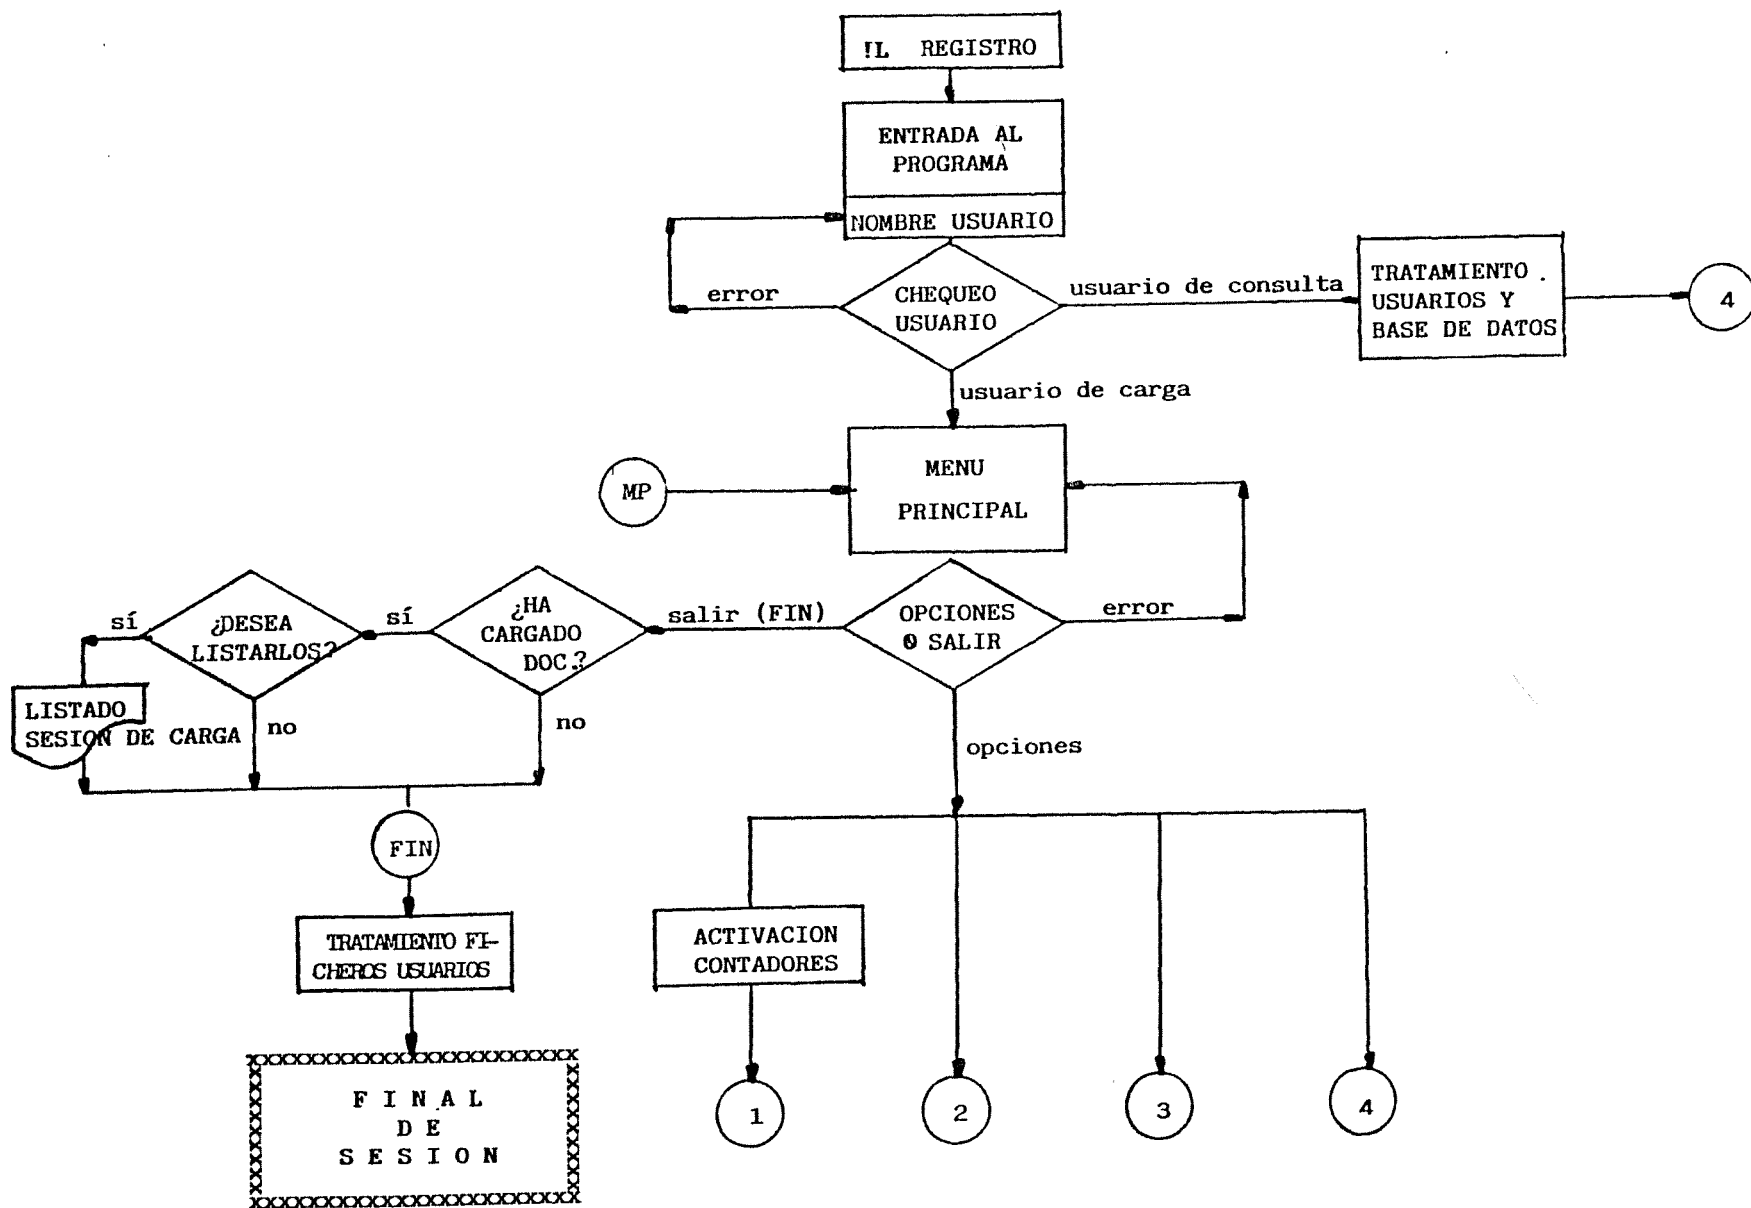 !L REGISTRO
ENTRADA AL
PROGRAMA
NOMBRE USUARIO
error
CHEQUEO
USUARIO
usuario de consulta
TRATAMIENTO
USUARIOS Y
BASE DE DATOS
4
usuario de carga
MP
MENU
PRINCIPAL
sí
¿DESEA
LISTARLOS?
sí
¿HA
CARGADO
DOC.?
salir (FIN)
OPCIONES
O SALIR
error
LISTADO
SESION DE CARGA
no
no
opciones
FIN
TRATAMIENTO FI-
CHEROS USUARIOS
ACTIVACION
CONTADORES
F I N A L
D E
S E S I O N
1
2
3
4